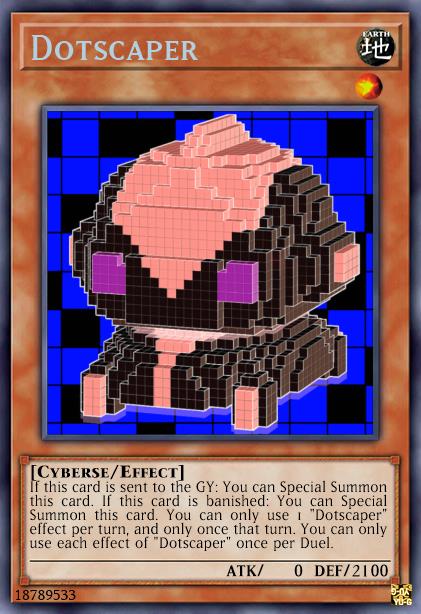 DOTSCAPER
EARTH
地
[CYBERSE/EFFECT]
If this card is sent to the GY: You can Special Summon
this card. If this card is banished: You can Special
Summon this card. You can only use 1 "Dotscaper"
effect per turn, and only once that turn. You can only
use each effect of "Dotscaper" once per Duel.
ATK/ 0 DEF/2100
18789533